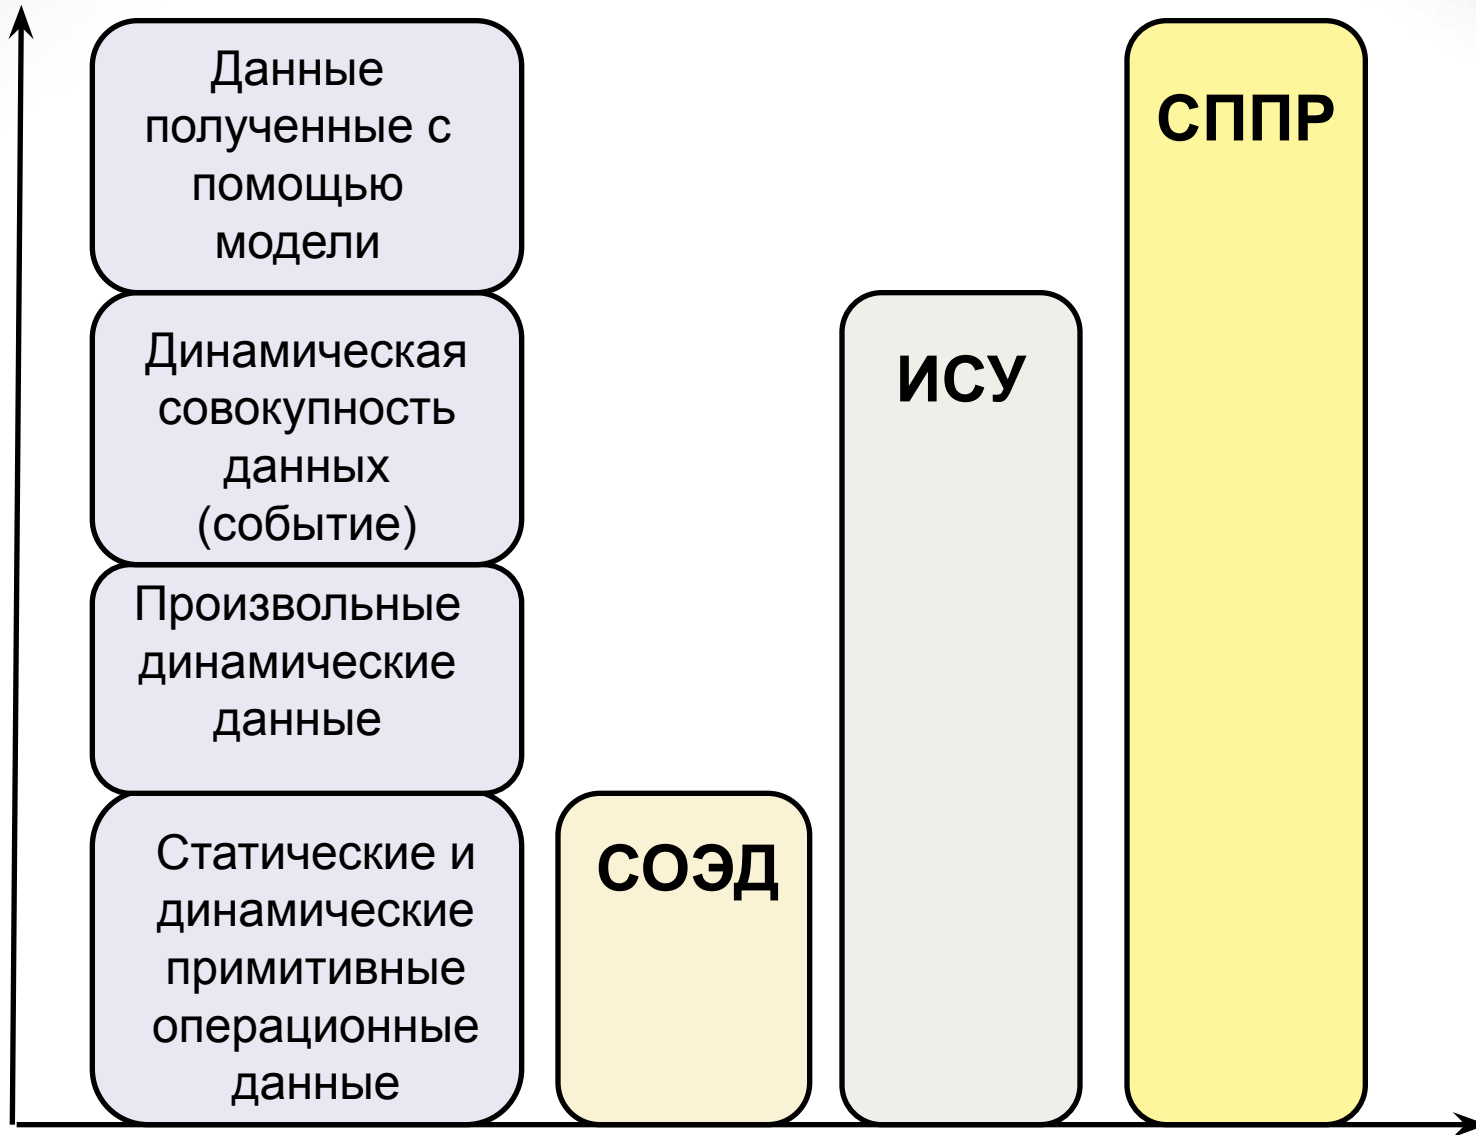 Данные
полученные с
помощью
модели
Динамическая
совокупность
данных
(событие)
Произвольные
динамические
данные
Статические и
динамические
примитивные
операционные
данные
СОЭД
ИСУ
СППР